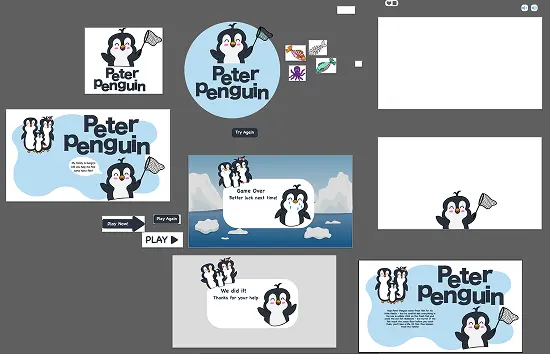 Peter
Penguin
Peter
Penguin
Try Again
Peter
Penguin
My family is hungry!
Can you help me find
some tasty fish?
Game Over
Better luck next time!
Play Now!
Play Again
PLAY
We did it!
Thanks for your help
Peter
Penguin